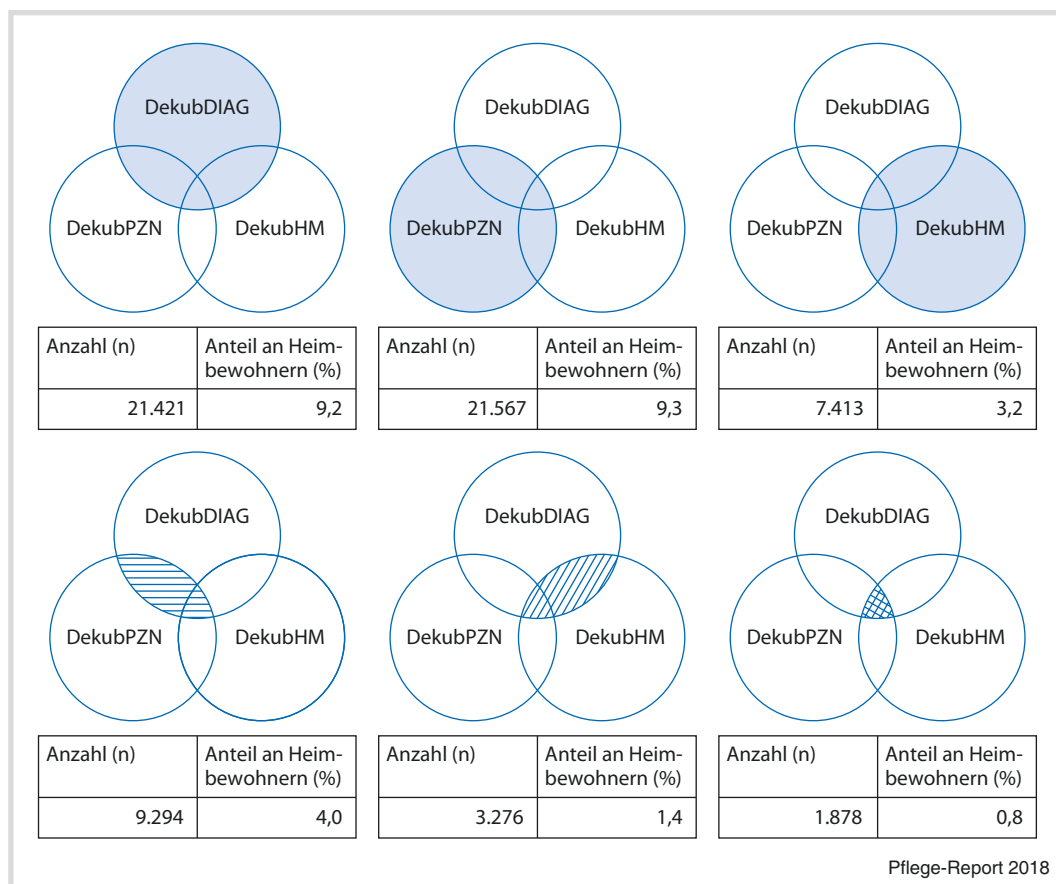 DekubDIAG
DekubPZN DekubHM
Anzahl (n) Anteil an Heim-
bewohnern (%)
21.421 9,2
DekubDIAG
DekubPZN DekubHM
Anzahl (n) Anteil an Heim-
bewohnern (%)
21.567 9,3
DekubDIAG
DekubPZN DekubHM
Anzahl (n) Anteil an Heim-
bewohnern (%)
7.413 3,2
DekubDIAG
DekubPZN DekubHM
Anzahl (n) Anteil an Heim-
bewohnern (%)
9.294 4,0
DekubDIAG
DekubPZN DekubHM
Anzahl (n) Anteil an Heim-
bewohnern (%)
3.276 1,4
DekubDIAG
DekubPZN DekubHM
Anzahl (n) Anteil an Heim-
bewohnern (%)
1.878 0,8
Pflege-Report 2018